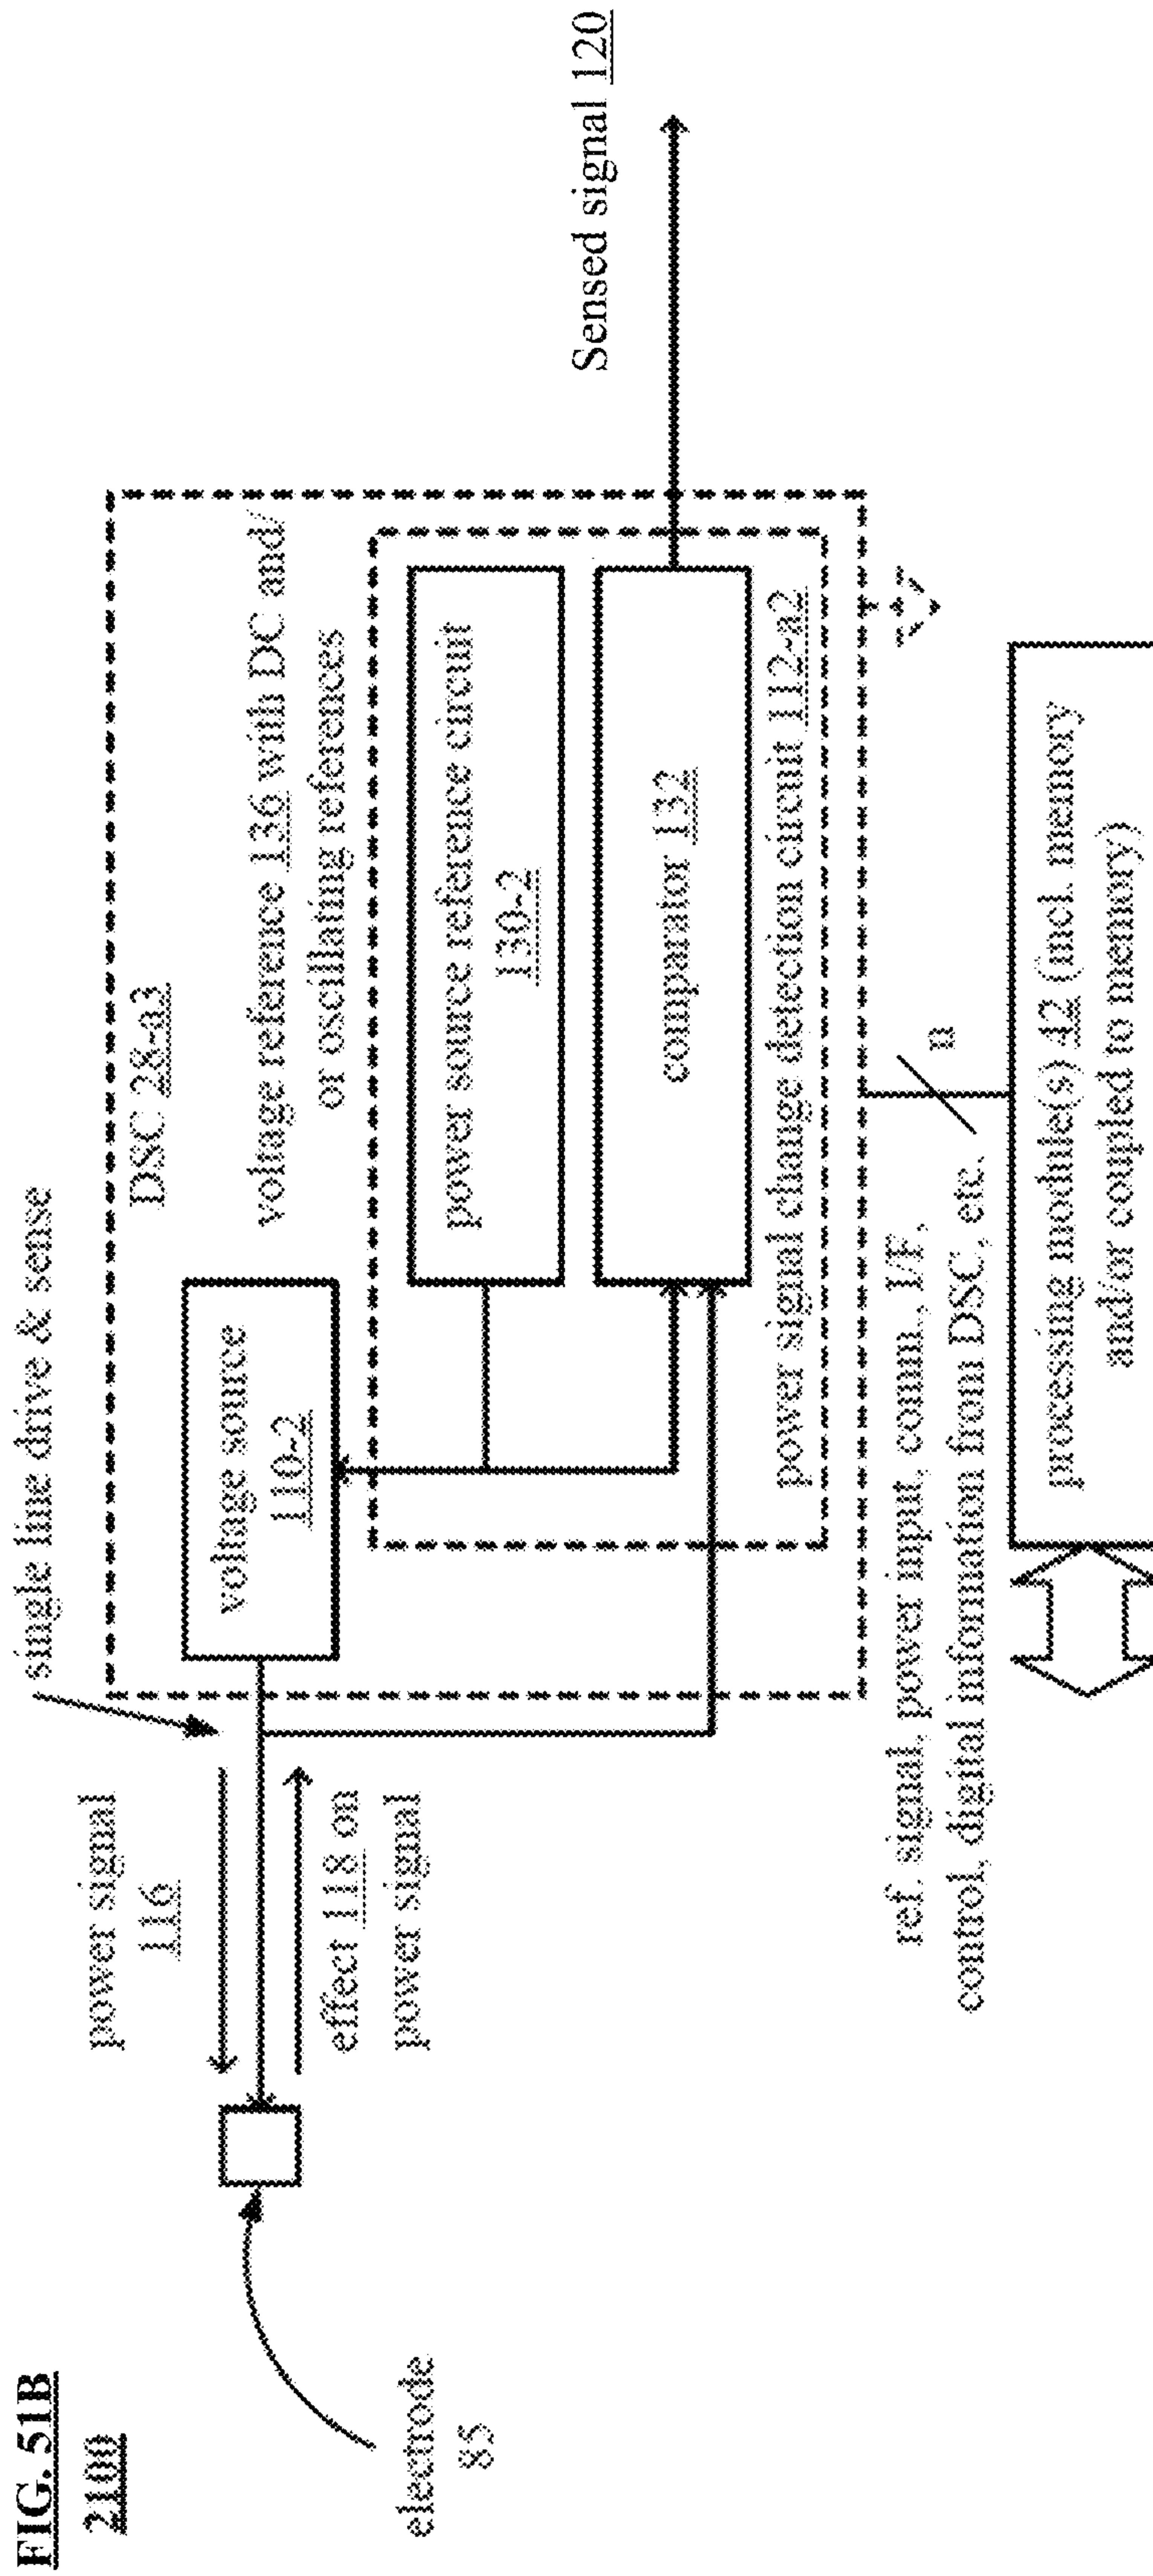 FIG. 51B
2100
single line drive & sense
power signal
116
effect 118 on
power signal
electrode
85
DSC 28-a3
voltage source
110-2
voltage reference 136 with DC and/
or oscillating references
power source reference circuit
130-2
comparator 132
power signal change detection circuit 112-a2
Sensed signal 120
ref. signal, power input, comm., I/F,
control, digital information from DSC, etc.
n
processing module(s) 42 (incl. memory
and/or coupled to memory)